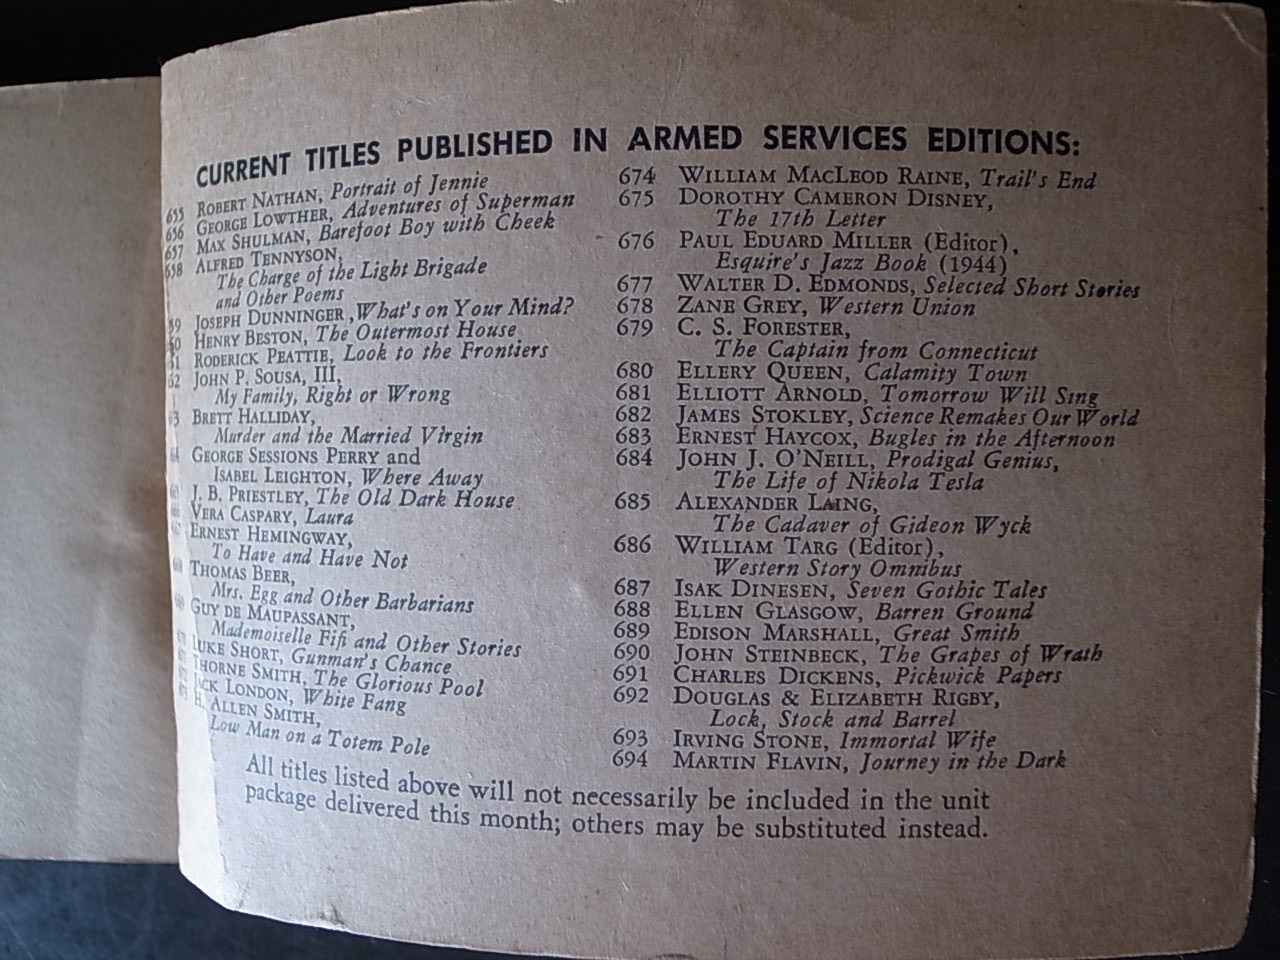 CURRENT TITLES PUBLISHED IN ARMED SERVICES EDITIONS:
655 ROBERT NATHAN, Portrait of Jennie
656 GEORGE LOWTHER, Adventures of Superman
657 MAX SHULMAN, Barefoot Boy with Cheek
658 ALFRED TENNYSON,
The Charge of the Light Brigade
and Other Poems
59 JOSEPH DUNNINGER, What's on Your Mind?
60 HENRY BESTON, The Outermost House
61 RODERICK PEATTIE, Look to the Frontiers
62 JOHN P. SOUSA, III,
My Family, Right or Wrong
63 BRETT HALLIDAY,
Murder and the Married Virgin
64 GEORGE SESSIONS PERRY and
ISABEL LEIGHTON, Where Away
665 J. B. PRIESTLEY, The Old Dark House
666 VERA CASPARY, Laura
667 ERNEST HEMINGWAY,
To Have and Have Not
668 THOMAS BEER,
Mrs. Egg and Other Barbarians
669 GUY DE MAUPASSANT,
Mademoiselle Fifi and Other Stories
670 LUKE SHORT, Gunman's Chance
671 THORNE SMITH, The Glorious Pool
672 JACK LONDON, White Fang
673 H. ALLEN SMITH,
Low Man on a Totem Pole
674 WILLIAM MACLEOD RAINE, Trail's End
675 DOROTHY CAMERON DISNEY,
The 17th Letter
676 PAUL EDUARD MILLER (Editor),
Esquire's Jazz Book (1944)
677 WALTER D. EDMONDS, Selected Short Stories
678 ZANE GREY, Western Union
679 C. S. FORESTER,
The Captain from Connecticut
680 ELLERY QUEEN, Calamity Town
681 ELLIOTT ARNOLD, Tomorrow Will Sing
682 JAMES STOKLEY, Science Remakes Our World
683 ERNEST HAYCOX, Bugles in the Afternoon
684 JOHN J. O'NEILL, Prodigal Genius,
The Life of Nikola Tesla
685 ALEXANDER LAING,
The Cadaver of Gideon Wyck
686 WILLIAM TARG (Editor),
Western Story Omnibus
687 ISAK DINESEN, Seven Gothic Tales
688 ELLEN GLASGOW, Barren Ground
689 EDISON MARSHALL, Great Smith
690 JOHN STEINBECK, The Grapes of Wrath
691 CHARLES DICKENS, Pickwick Papers
692 DOUGLAS & ELIZABETH RIGBY,
Lock, Stock and Barrel
693 IRVING STONE, Immortal Wife
694 MARTIN FLAVIN, Journey in the Dark
All titles listed above will not necessarily be included in the unit
package delivered this month; others may be substituted instead.